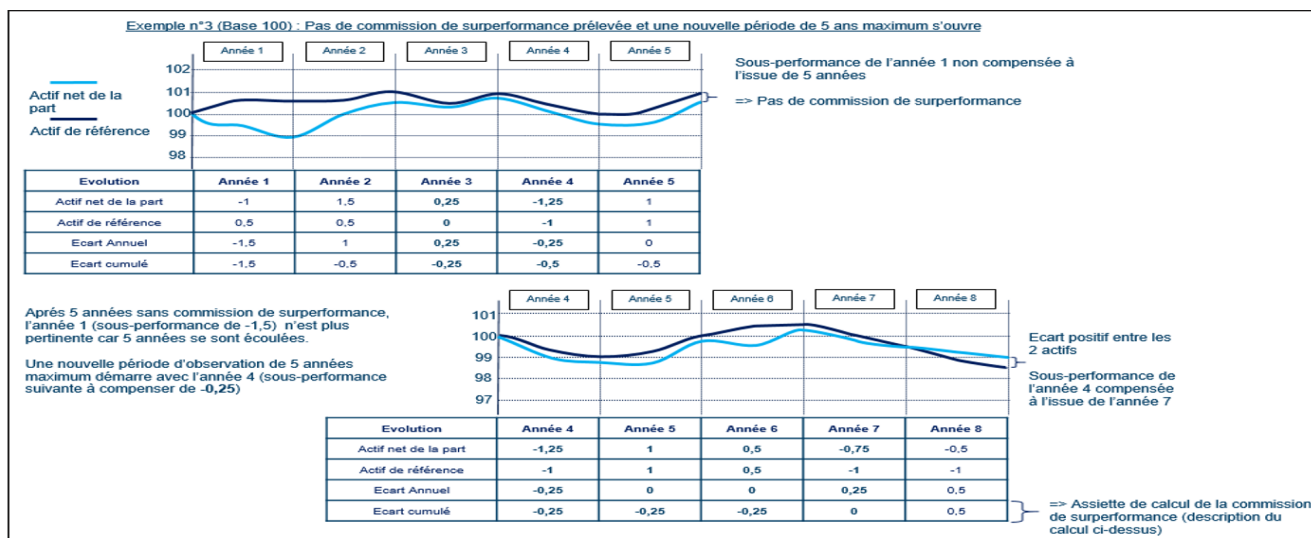 Exemple n°3 (Base 100) : Pas de commission de surperformance prélevée et une nouvelle période de 5 ans maximum s'ouvre
Année 1 Année 2 Année 3 Année 4 Année 5
102
101
100
99
98
Actif net de la
part
Actif de référence
Sous-performance de l'année 1 non compensée à
l'issue de 5 années
=> Pas de commission de surperformance
Evolution Année 1 Année 2 Année 3 Année 4 Année 5
Actif net de la part -1 1,5 0,25 -1,25 1
Actif de référence 0,5 0,5 0 -1 1
Ecart Annuel -1,5 1 0,25 -0,25 0
Ecart cumulé -1,5 -0,5 -0,25 -0,5 -0,5
Après 5 années sans commission de surperformance,
l'année 1 (sous-performance de -1,5) n'est plus
pertinente car 5 années se sont écoulées.
Une nouvelle période d'observation de 5 années
maximum démarre avec l'année 4 (sous-performance
suivante à compenser de -0,25)
Année 4 Année 5 Année 6 Année 7 Année 8
101
100
99
98
97
Ecart positif entre les
2 actifs
Sous-performance de
l'année 4 compensée
à l'issue de l'année 7
Evolution Année 4 Année 5 Année 6 Année 7 Année 8
Actif net de la part -1,25 1 0,5 -0,75 -0,5
Actif de référence -1 1 0,5 -1 -1
Ecart Annuel -0,25 0 0 0,25 0,5
Ecart cumulé -0,25 -0,25 -0,25 0 0,5
=> Assiette de calcul de la commission
de surperformance (description du
calcul ci-dessus)